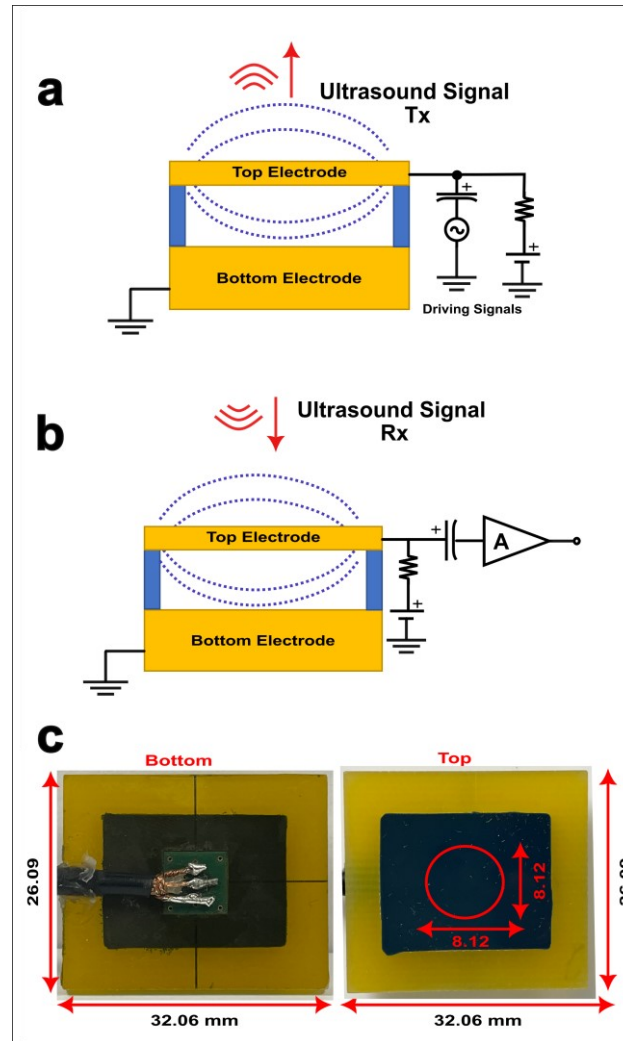 a
Ultrasound Signal
Tx
+
Top Electrode
+
Bottom Electrode
Driving Signals
b
Ultrasound Signal
Rx
+
Top Electrode
A
+
Bottom Electrode
c
Bottom
Top
26.09
8.12
8.12
32.06 mm
32.06 mm